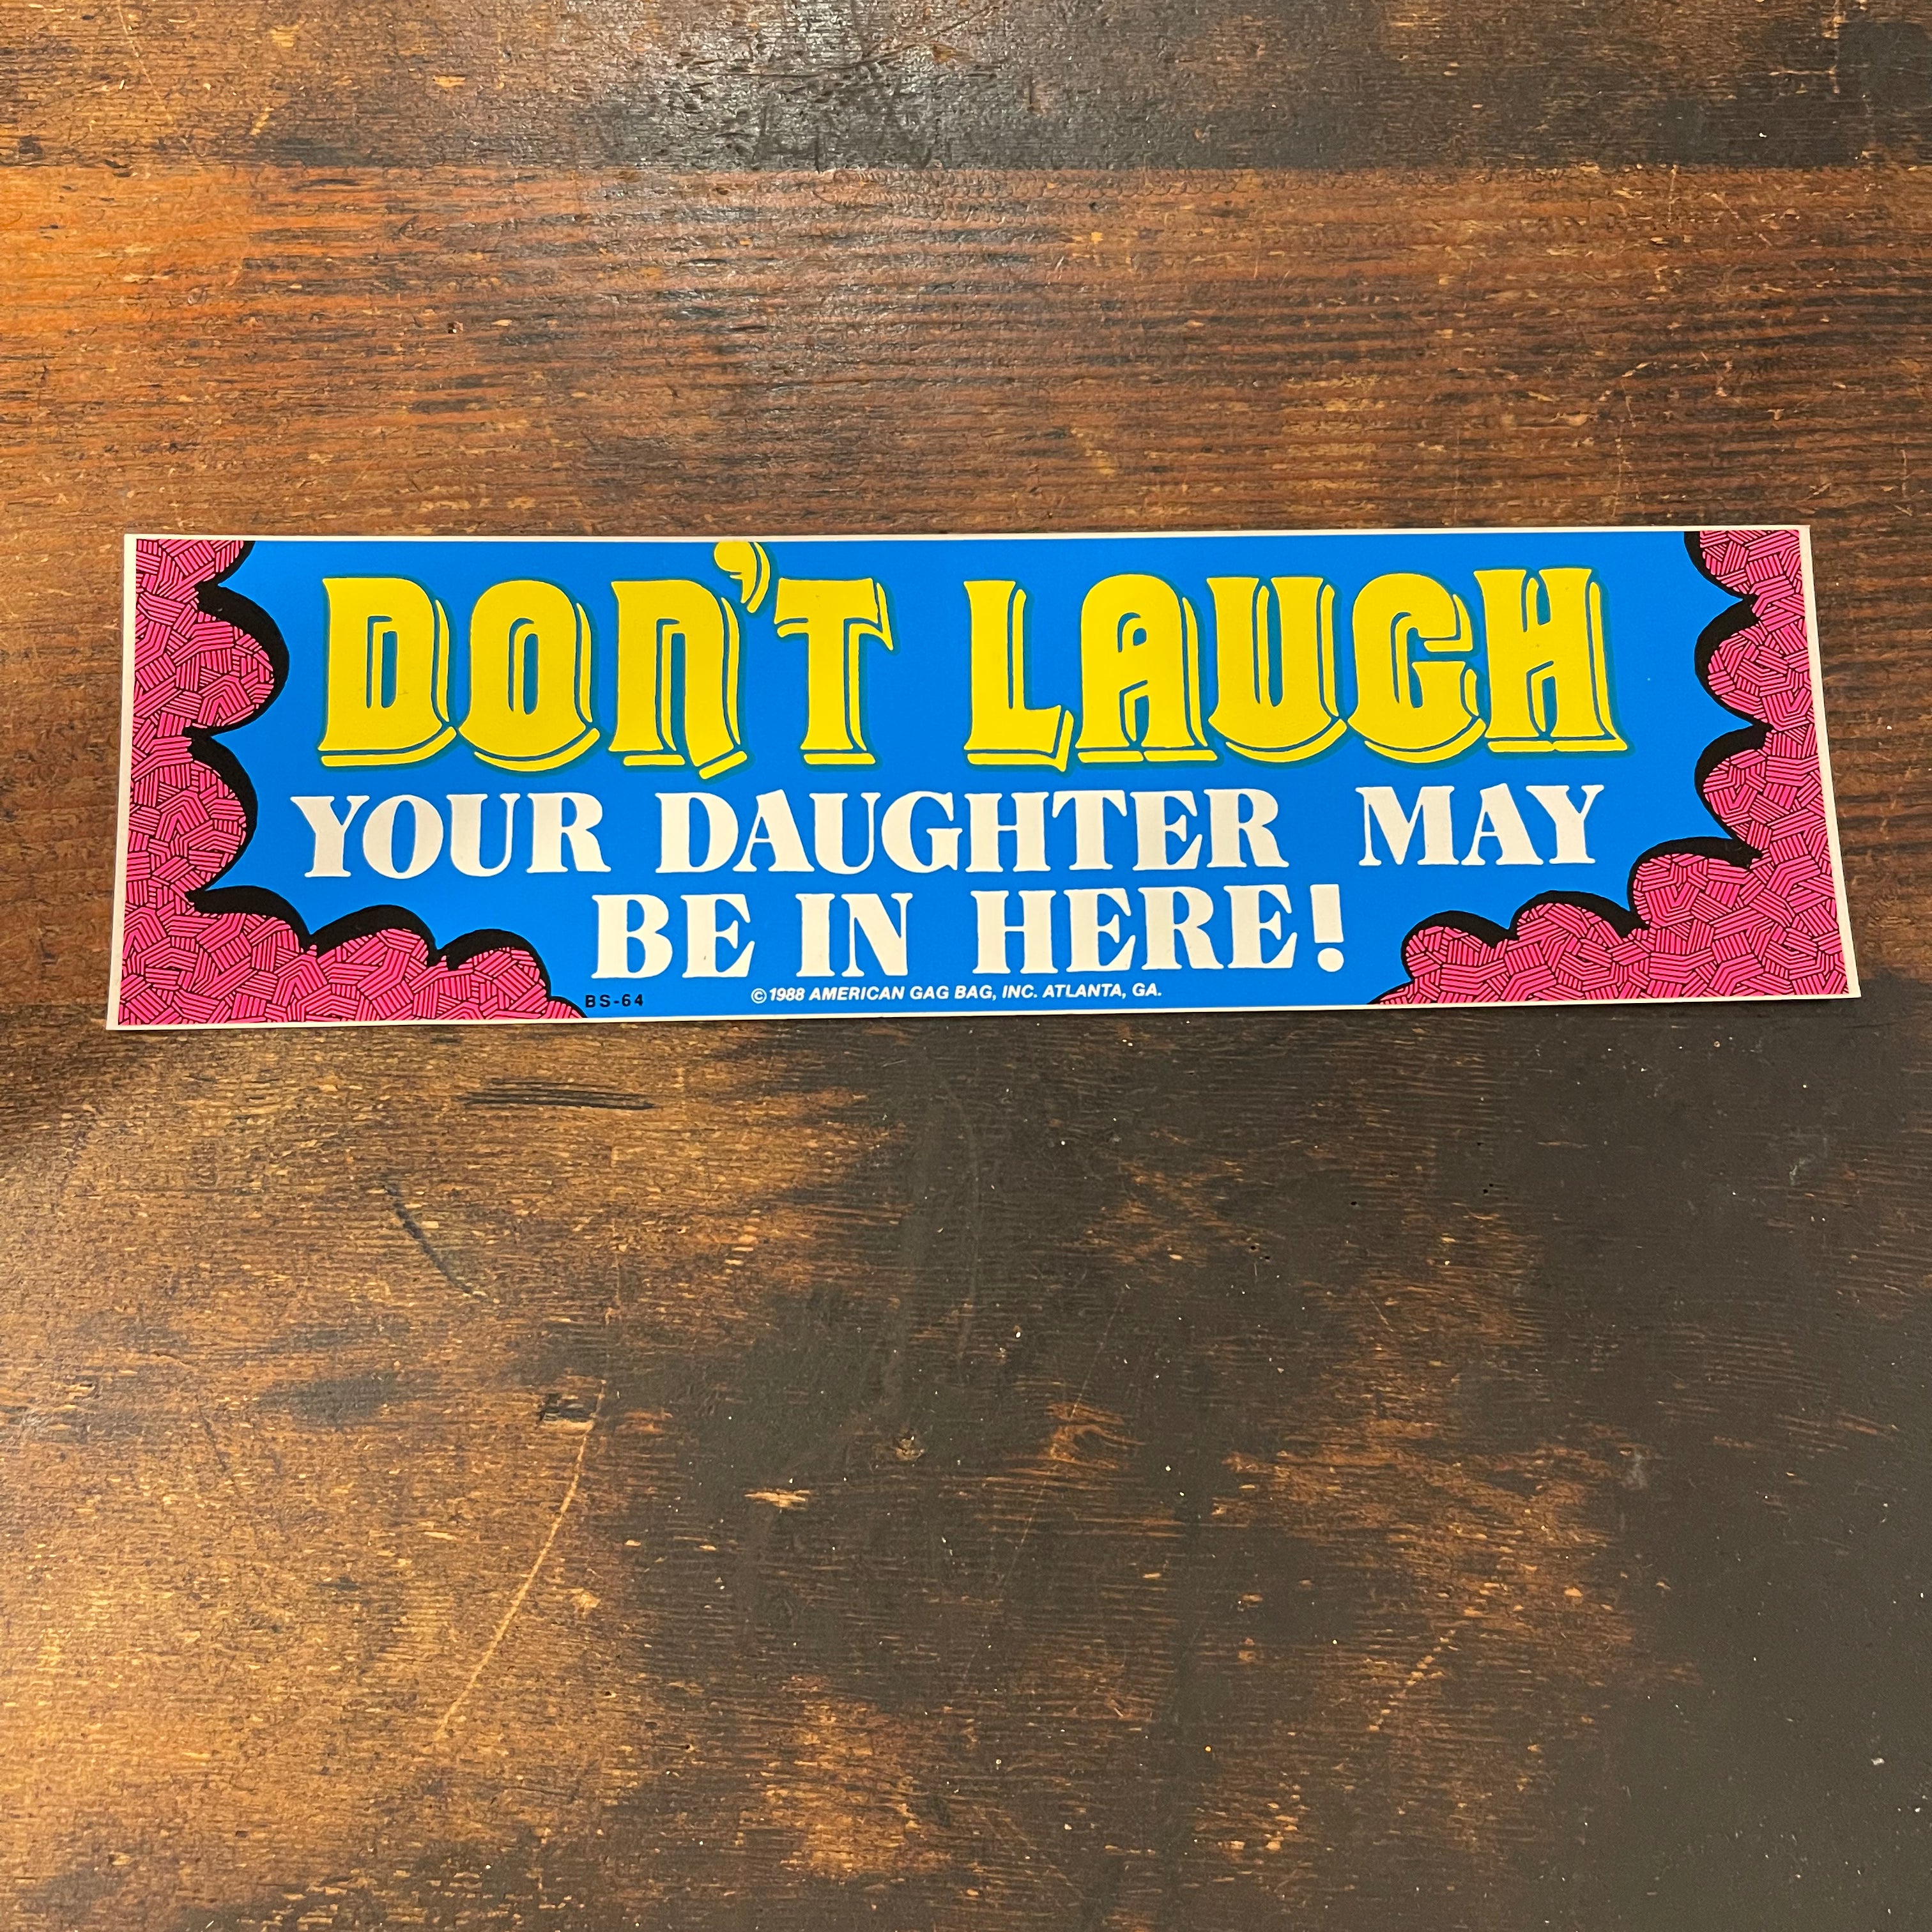 DON'T LAUGH
YOUR DAUGHTER MAY
BE IN HERE!
BS-64 ©1988 AMERICAN GAG BAG, INC. ATLANTA, GA.